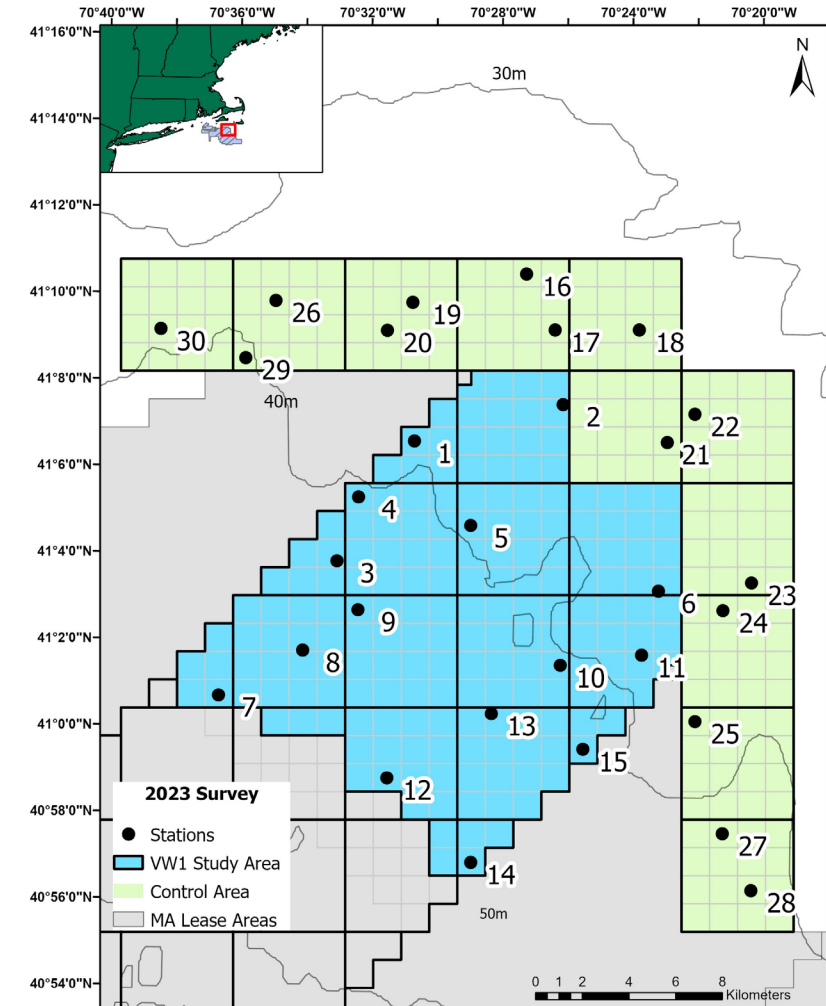 70°40'0"W 70°36'0"W 70°32'0"W 70°28'0"W 70°24'0"W 70°20'0"W
41°16'0"N
N
30m
41°14'0"N
41°12'0"N
41°10'0"N
16
26
19
30
20
17
18
29
41°8'0"N
40m
2
22
1
21
41°6'0"N
4
5
41°4'0"N
3
23
6
9
24
41°2'0"N
8
11
10
7
41°0'0"N
13
25
15
12
2023 Survey
40°58'0"N
Stations
27
VW1 Study Area
14
Control Area
40°56'0"N
28
MA Lease Areas
50m
40°54'0"N
0 1 2 4 6 8
Kilometers